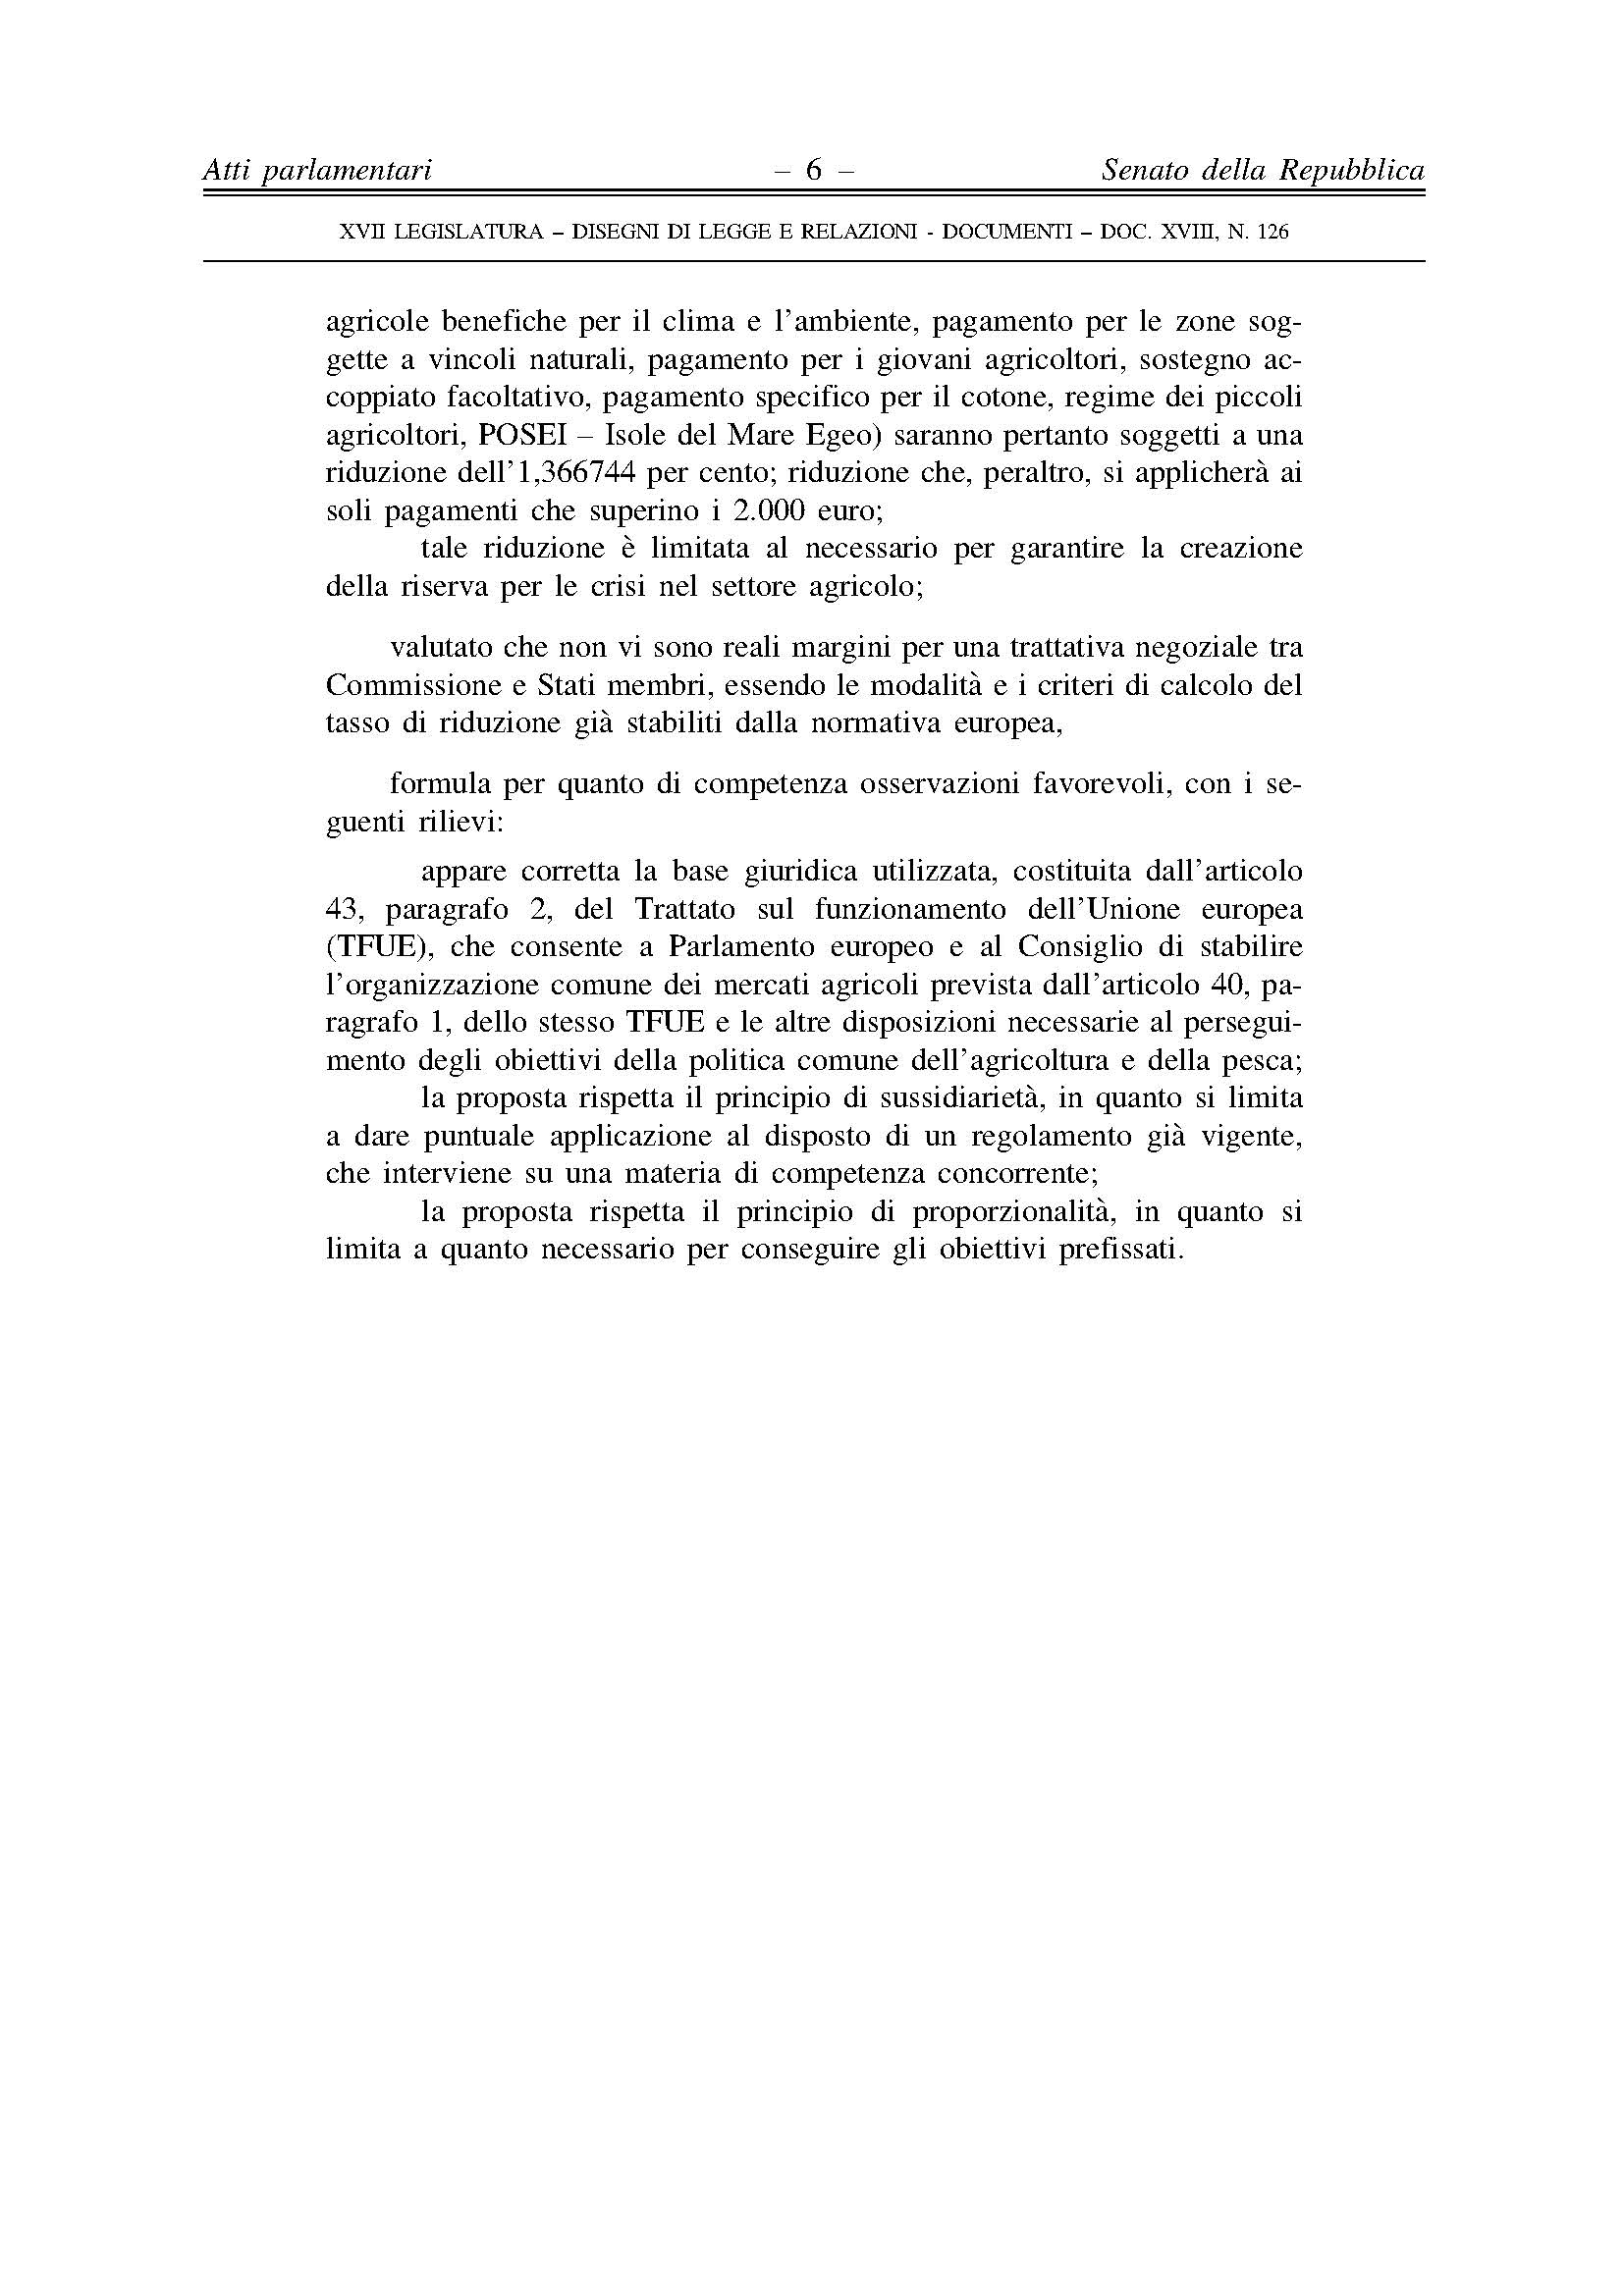 Atti parlamentari – 6 – Senato della Repubblica
XVII LEGISLATURA – DISEGNI DI LEGGE E RELAZIONI - DOCUMENTI – DOC. XVIII, N. 126
agricole benefiche per il clima e l’ambiente, pagamento per le zone sog-
gette a vincoli naturali, pagamento per i giovani agricoltori, sostegno ac-
coppiato facoltativo, pagamento specifico per il cotone, regime dei piccoli
agricoltori, POSEI – Isole del Mare Egeo) saranno pertanto soggetti a una
riduzione dell’1,366744 per cento; riduzione che, peraltro, si applicherà ai
soli pagamenti che superino i 2.000 euro;
tale riduzione è limitata al necessario per garantire la creazione
della riserva per le crisi nel settore agricolo;
valutato che non vi sono reali margini per una trattativa negoziale tra
Commissione e Stati membri, essendo le modalità e i criteri di calcolo del
tasso di riduzione già stabiliti dalla normativa europea,
formula per quanto di competenza osservazioni favorevoli, con i se-
guenti rilievi:
appare corretta la base giuridica utilizzata, costituita dall’articolo
43, paragrafo 2, del Trattato sul funzionamento dell’Unione europea
(TFUE), che consente a Parlamento europeo e al Consiglio di stabilire
l’organizzazione comune dei mercati agricoli prevista dall’articolo 40, pa-
ragrafo 1, dello stesso TFUE e le altre disposizioni necessarie al persegui-
mento degli obiettivi della politica comune dell’agricoltura e della pesca;
la proposta rispetta il principio di sussidiarietà, in quanto si limita
a dare puntuale applicazione al disposto di un regolamento già vigente,
che interviene su una materia di competenza concorrente;
la proposta rispetta il principio di proporzionalità, in quanto si
limita a quanto necessario per conseguire gli obiettivi prefissati.